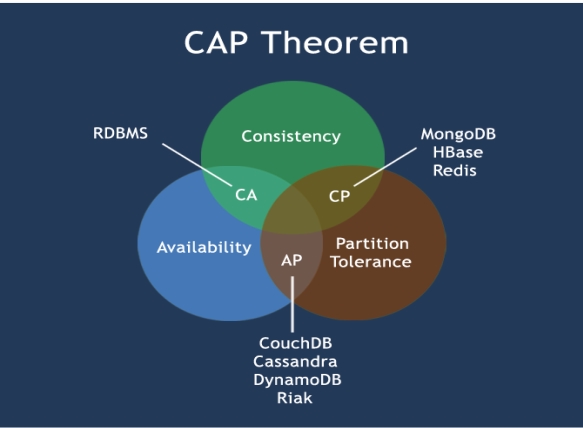 CAP Theorem
RDBMS
Consistency
MongoDB
HBase
Redis
CA
CP
Availability
Partition
Tolerance
AP
CouchDB
Cassandra
DynamoDB
Riak